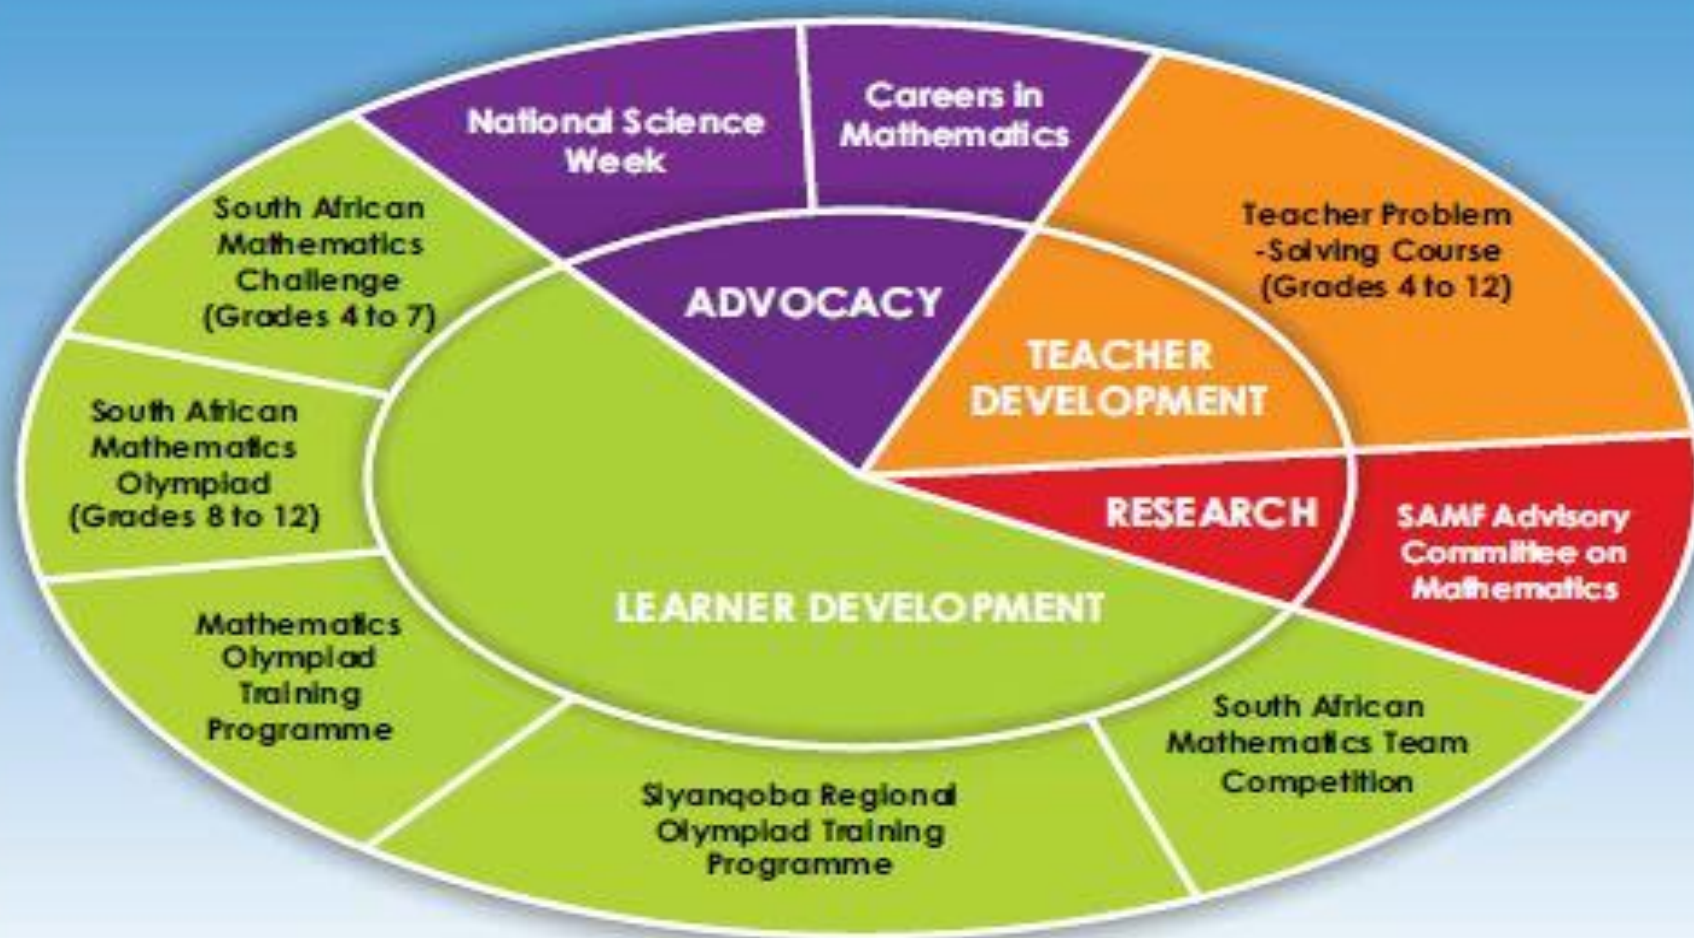 National Science
Week
Careers in
Mathematics
Teacher Problem
-Solving Course
(Grades 4 to 12)
South African
Mathematics
Challenge
(Grades 4 to 7)
ADVOCACY
TEACHER
DEVELOPMENT
South African
Mathematics
Olympiad
(Grades 8 to 12)
RESEARCH
SAMF Advisory
Committee on
Mathematics
LEARNER DEVELOPMENT
Mathematics
Olympiad
Training
Programme
Siyanqoba Regional
Olympiad Training
Programme
South African
Mathematics Team
Competition